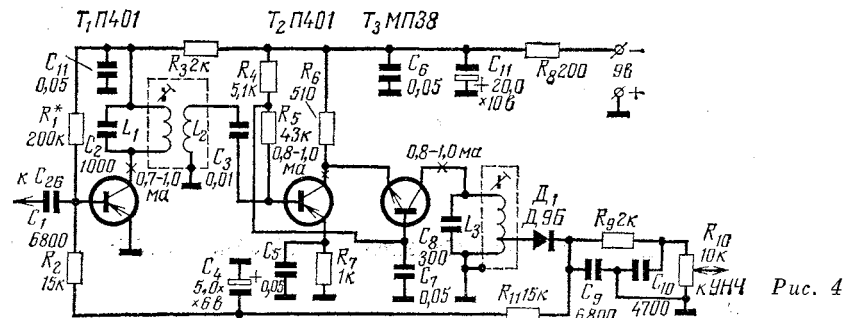 T₁ П401
T₂ П401
T₃ МП38
C₁₁
0,05
R₃ 2к
R₄
5,1к
R₆
510
C₆
0,05
C₁₁
20,0
×10в
R₈ 200
−
9в
+
R₁*
200к
L₁
L₂
C₂
1000
C₃
0,01
R₅
43к
0,8-1,0
ма
0,7-1,0
ма
0,8-1,0 ма
к C₂б
C₁
6800
R₂
15к
C₄
5,0×
×6в
C₅
0,05
R₇
1к
C₈
300
L₃
C₇
0,05
Д₁
Д9Б
R₉ 2к
R₁₀
10к
к УНЧ
R₁₁ 15к
C₉
6800
C₁₀
4700
Рис. 4